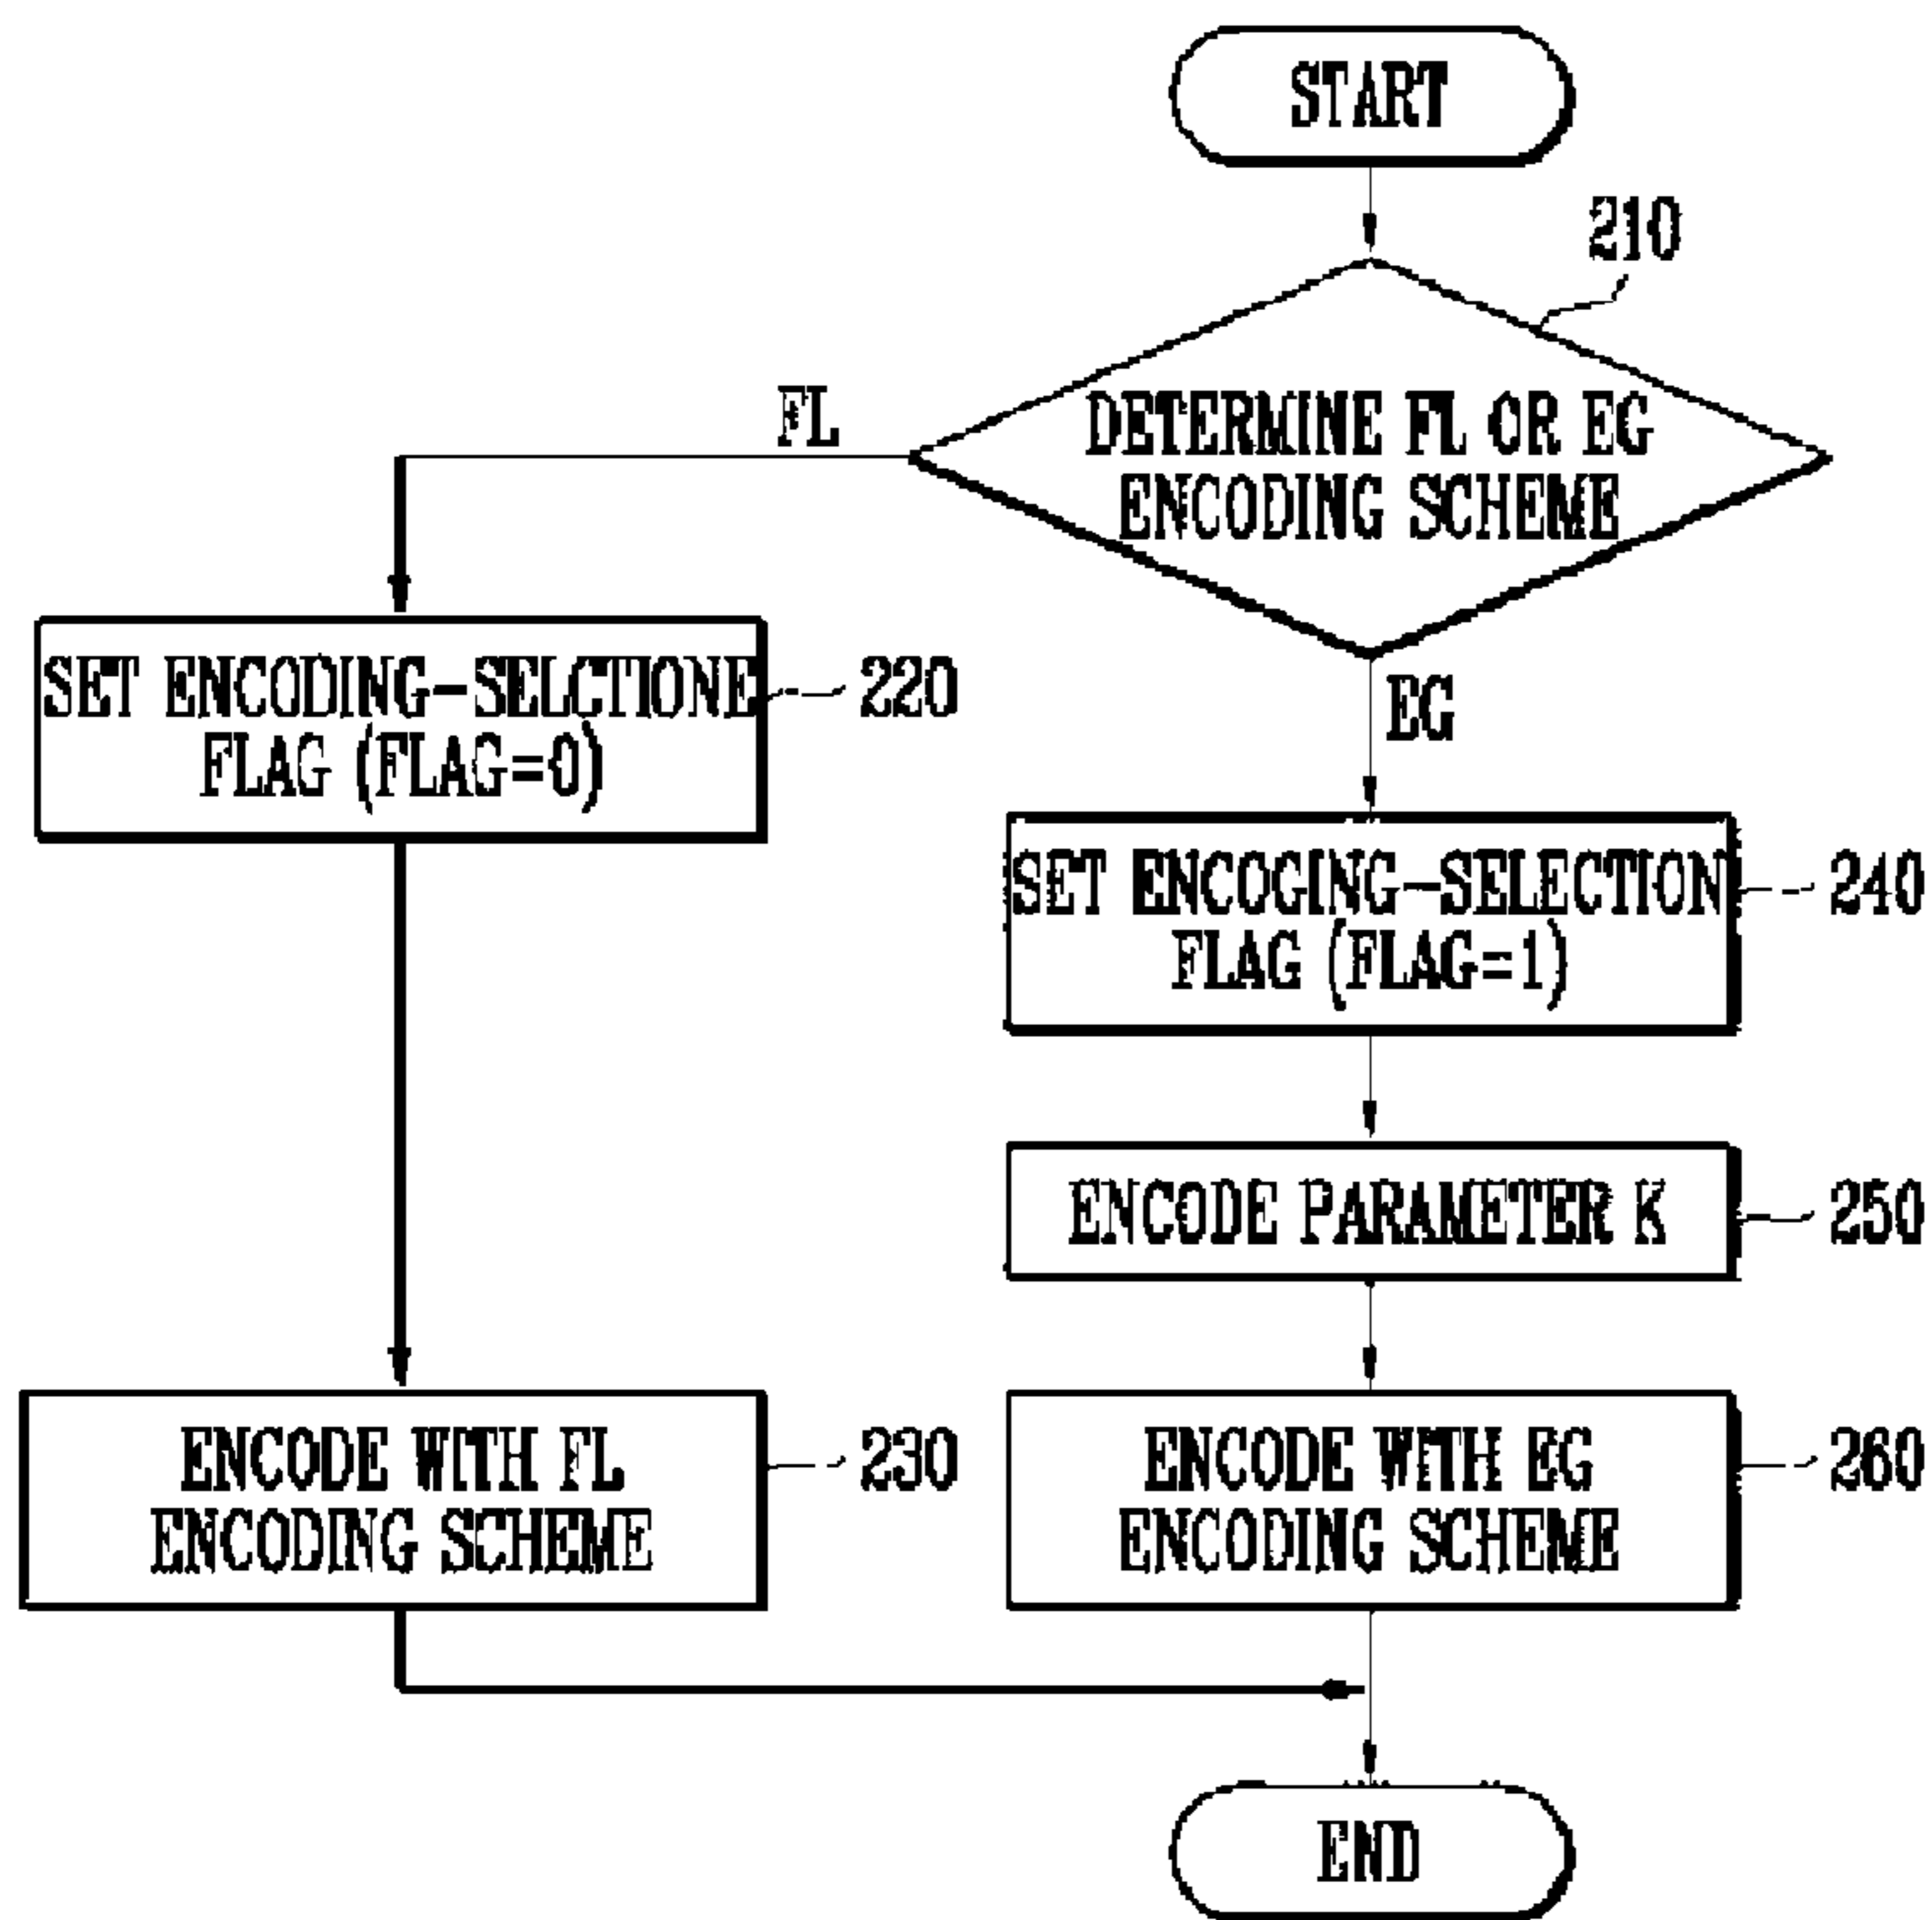 START
210
FL
DETERMINE FL OR EG
ENCODING SCHEME
SET ENCODING-SELCTIONE
FLAG (FLAG=0)
220
EG
SET ENCOGING-SELECTION
FLAG (FLAG=1)
240
ENCODE PARAMETER K
250
ENCODE WITH FL
ENCODING SCHEME
230
ENCODE WITH EG
ENCODING SCHEME
260
END